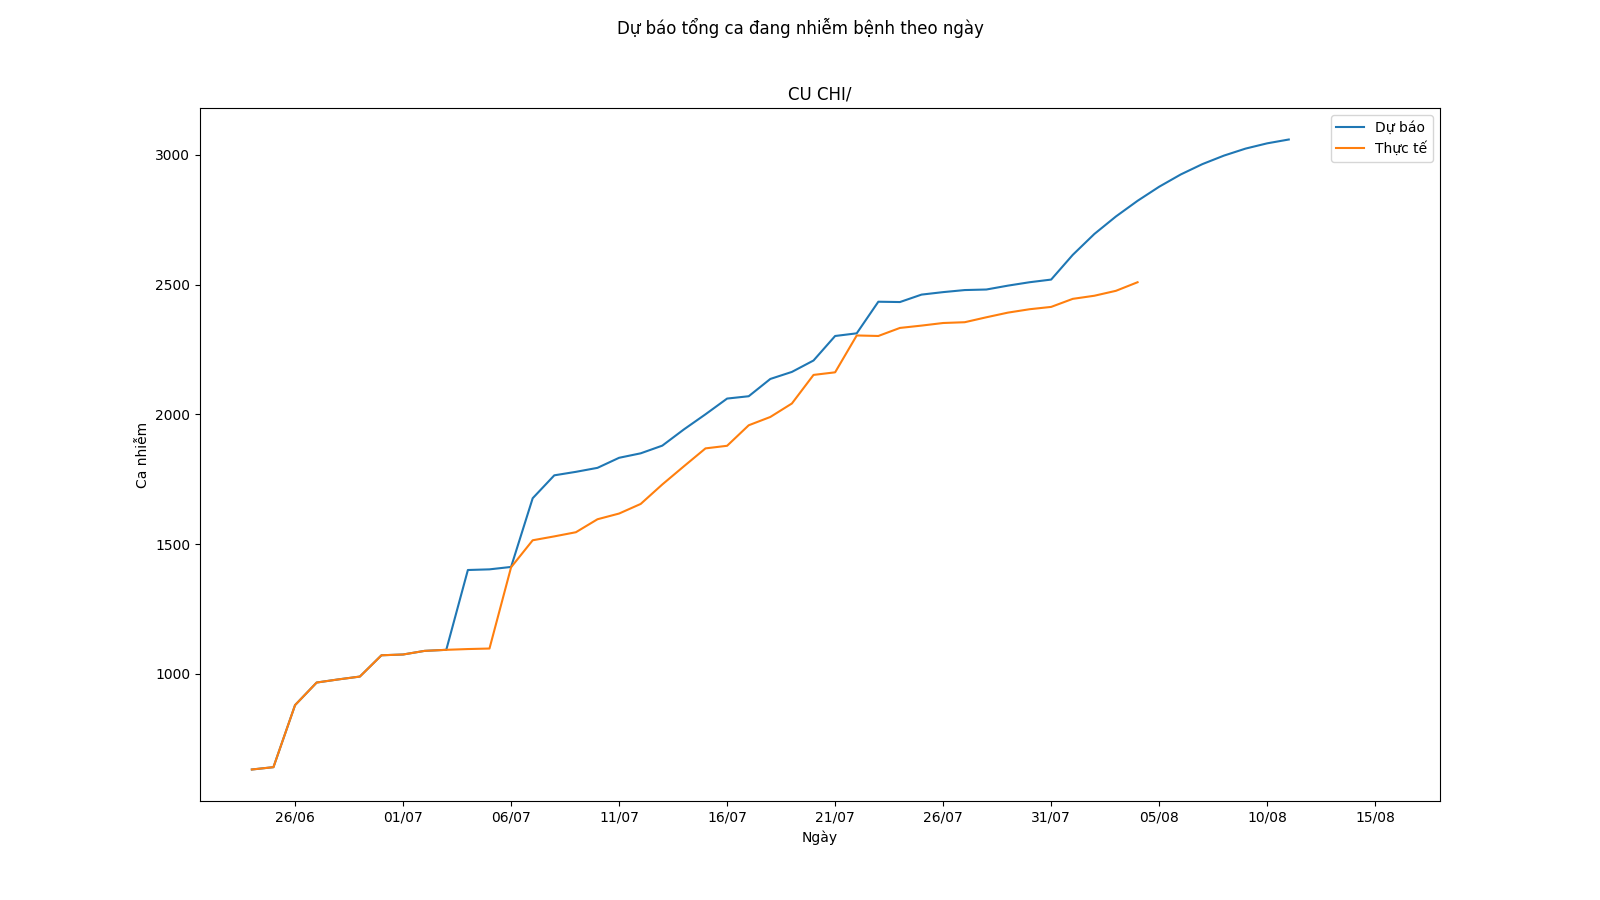 Dự báo tổng ca đang nhiễm bệnh theo ngày
CU CHI/
Dự báo
Thực tế
3000
2500
2000
1500
1000
Ca nhiễm
26/06 01/07 06/07 11/07 16/07 21/07 26/07 31/07 05/08 10/08 15/08
Ngày